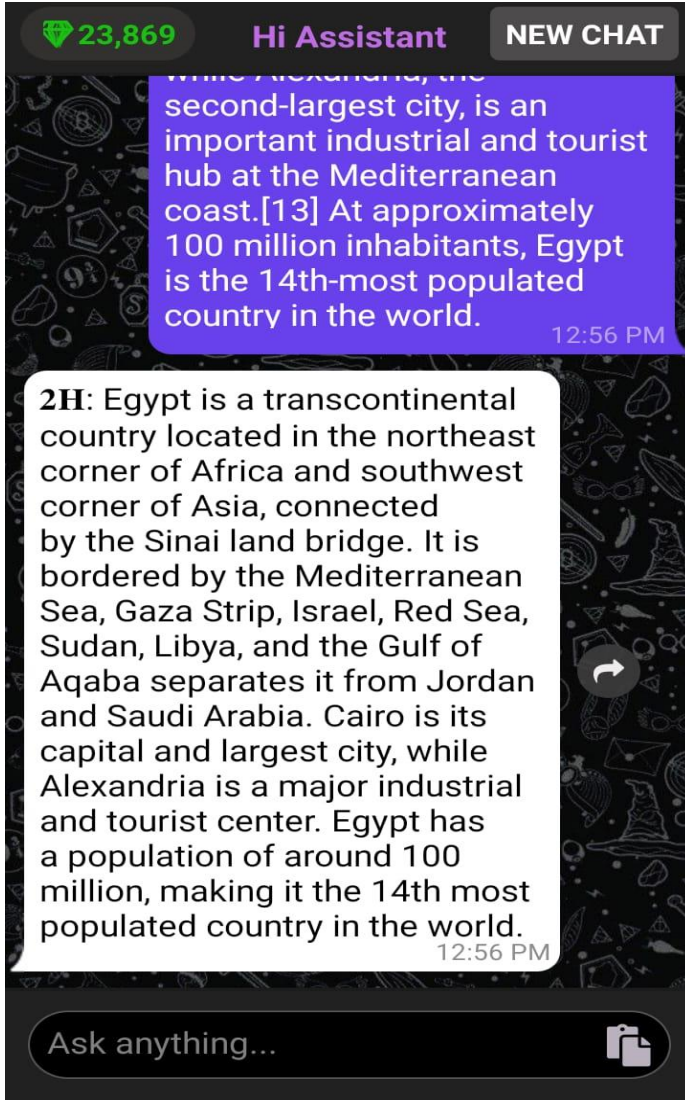 23,869
Hi Assistant
NEW CHAT
while Alexandria, the
second-largest city, is an
important industrial and tourist
hub at the Mediterranean
coast.[13] At approximately
100 million inhabitants, Egypt
is the 14th-most populated
country in the world.
12:56 PM
2H: Egypt is a transcontinental
country located in the northeast
corner of Africa and southwest
corner of Asia, connected
by the Sinai land bridge. It is
bordered by the Mediterranean
Sea, Gaza Strip, Israel, Red Sea,
Sudan, Libya, and the Gulf of
Aqaba separates it from Jordan
and Saudi Arabia. Cairo is its
capital and largest city, while
Alexandria is a major industrial
and tourist center. Egypt has
a population of around 100
million, making it the 14th most
populated country in the world.
12:56 PM
Ask anything...